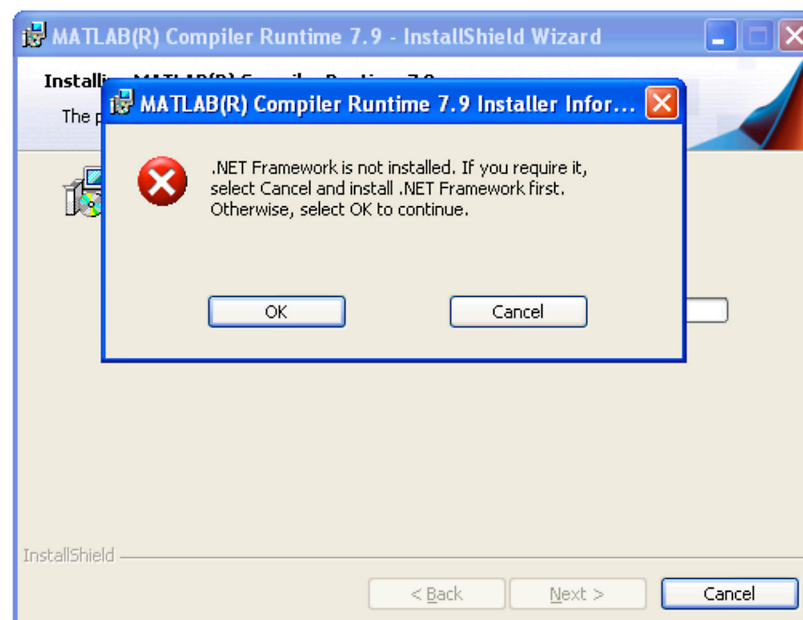 MATLAB(R) Compiler Runtime 7.9 - InstallShield Wizard
The p
MATLAB(R) Compiler Runtime 7.9 Installer Infor...
.NET Framework is not installed. If you require it,
select Cancel and install .NET Framework first.
Otherwise, select OK to continue.
OK
Cancel
InstallShield
< Back
Next >
Cancel